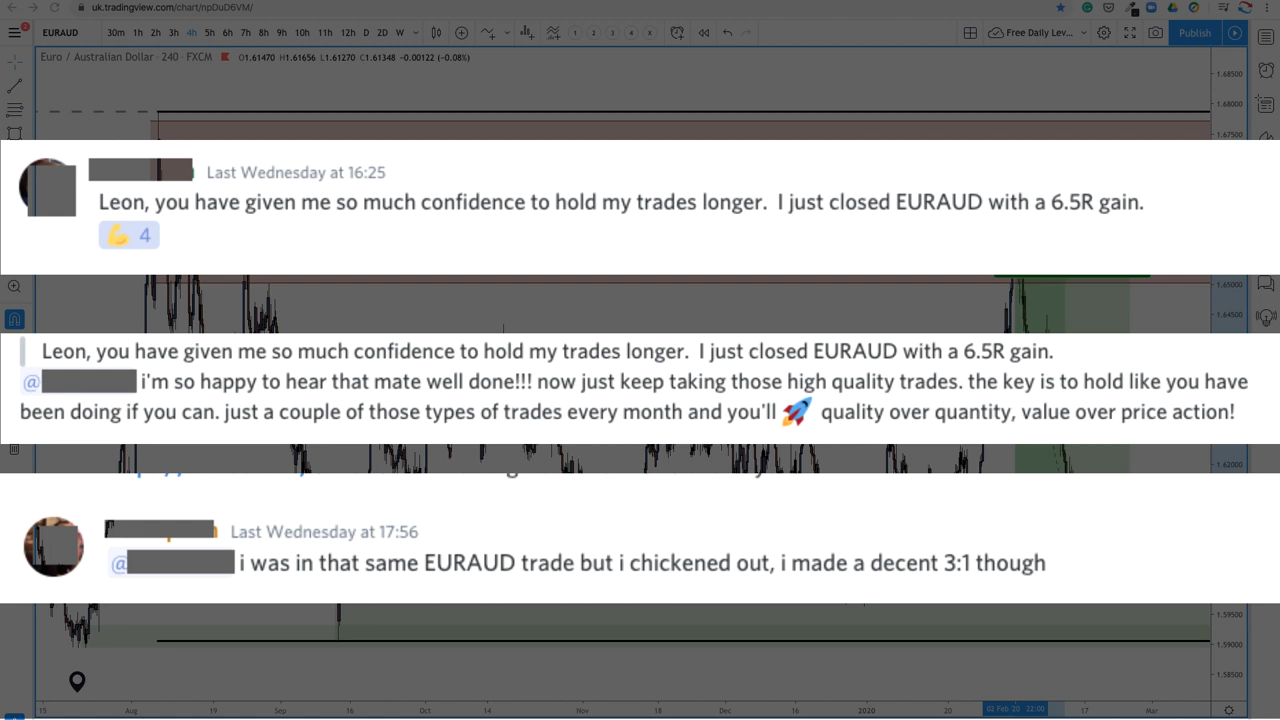 uk.tradingview.com/chart/npDuD6VM/
EURAUD 30m 1h 2h 3h 4h 5h 6h 7h 8h 9h 10h 11h 12h D 2D W 1 2 3 4 x Free Daily Lev... Publish
Euro / Australian Dollar 240 FXCM O1.61470 H1.61656 L1.61270 C1.61348 -0.00122 (-0.08%)
1.68500
1.68000
1.67500
Last Wednesday at 16:25
Leon, you have given me so much confidence to hold my trades longer. I just closed EURAUD with a 6.5R gain.
💪 4
1.65000
1.64500
Leon, you have given me so much confidence to hold my trades longer. I just closed EURAUD with a 6.5R gain.
@ i'm so happy to hear that mate well done!!! now just keep taking those high quality trades. the key is to hold like you have
been doing if you can. just a couple of those types of trades every month and you'll 🚀 quality over quantity, value over price action!
1.62000
Last Wednesday at 17:56
@ i was in that same EURAUD trade but i chickened out, i made a decent 3:1 though
1.59500
1.59000
1.58500
15 Aug 19 Sep 16 Oct 14 Nov 18 Dec 16 2020 20 02 Feb '20 22:00 17 Mar